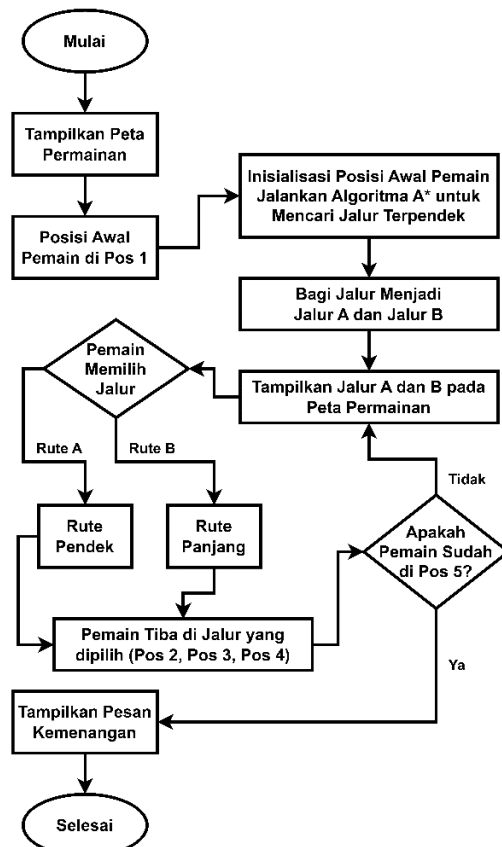 Mulai
Tampilkan Peta
Permainan
Posisi Awal
Pemain di Pos 1
Inisialisasi Posisi Awal Pemain
Jalankan Algoritma A* untuk
Mencari Jalur Terpendek
Bagi Jalur Menjadi
Jalur A dan Jalur B
Tampilkan Jalur A dan B pada
Peta Permainan
Pemain
Memilih
Jalur
Rute A
Rute B
Rute
Pendek
Rute
Panjang
Pemain Tiba di Jalur yang
dipilih (Pos 2, Pos 3, Pos 4)
Tidak
Apakah
Pemain Sudah
di Pos 5?
Ya
Tampilkan Pesan
Kemenangan
Selesai